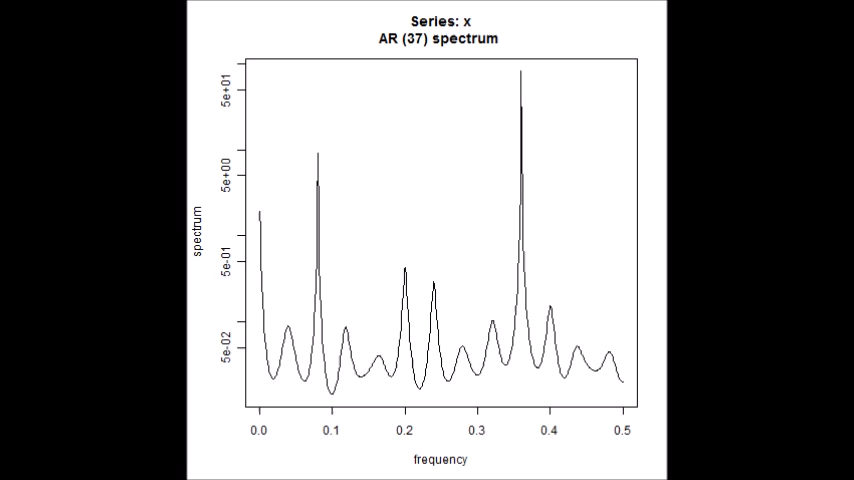 Series: x
AR (37) spectrum
5e+01
5e+00
5e-01
5e-02
spectrum
0.0 0.1 0.2 0.3 0.4 0.5
frequency